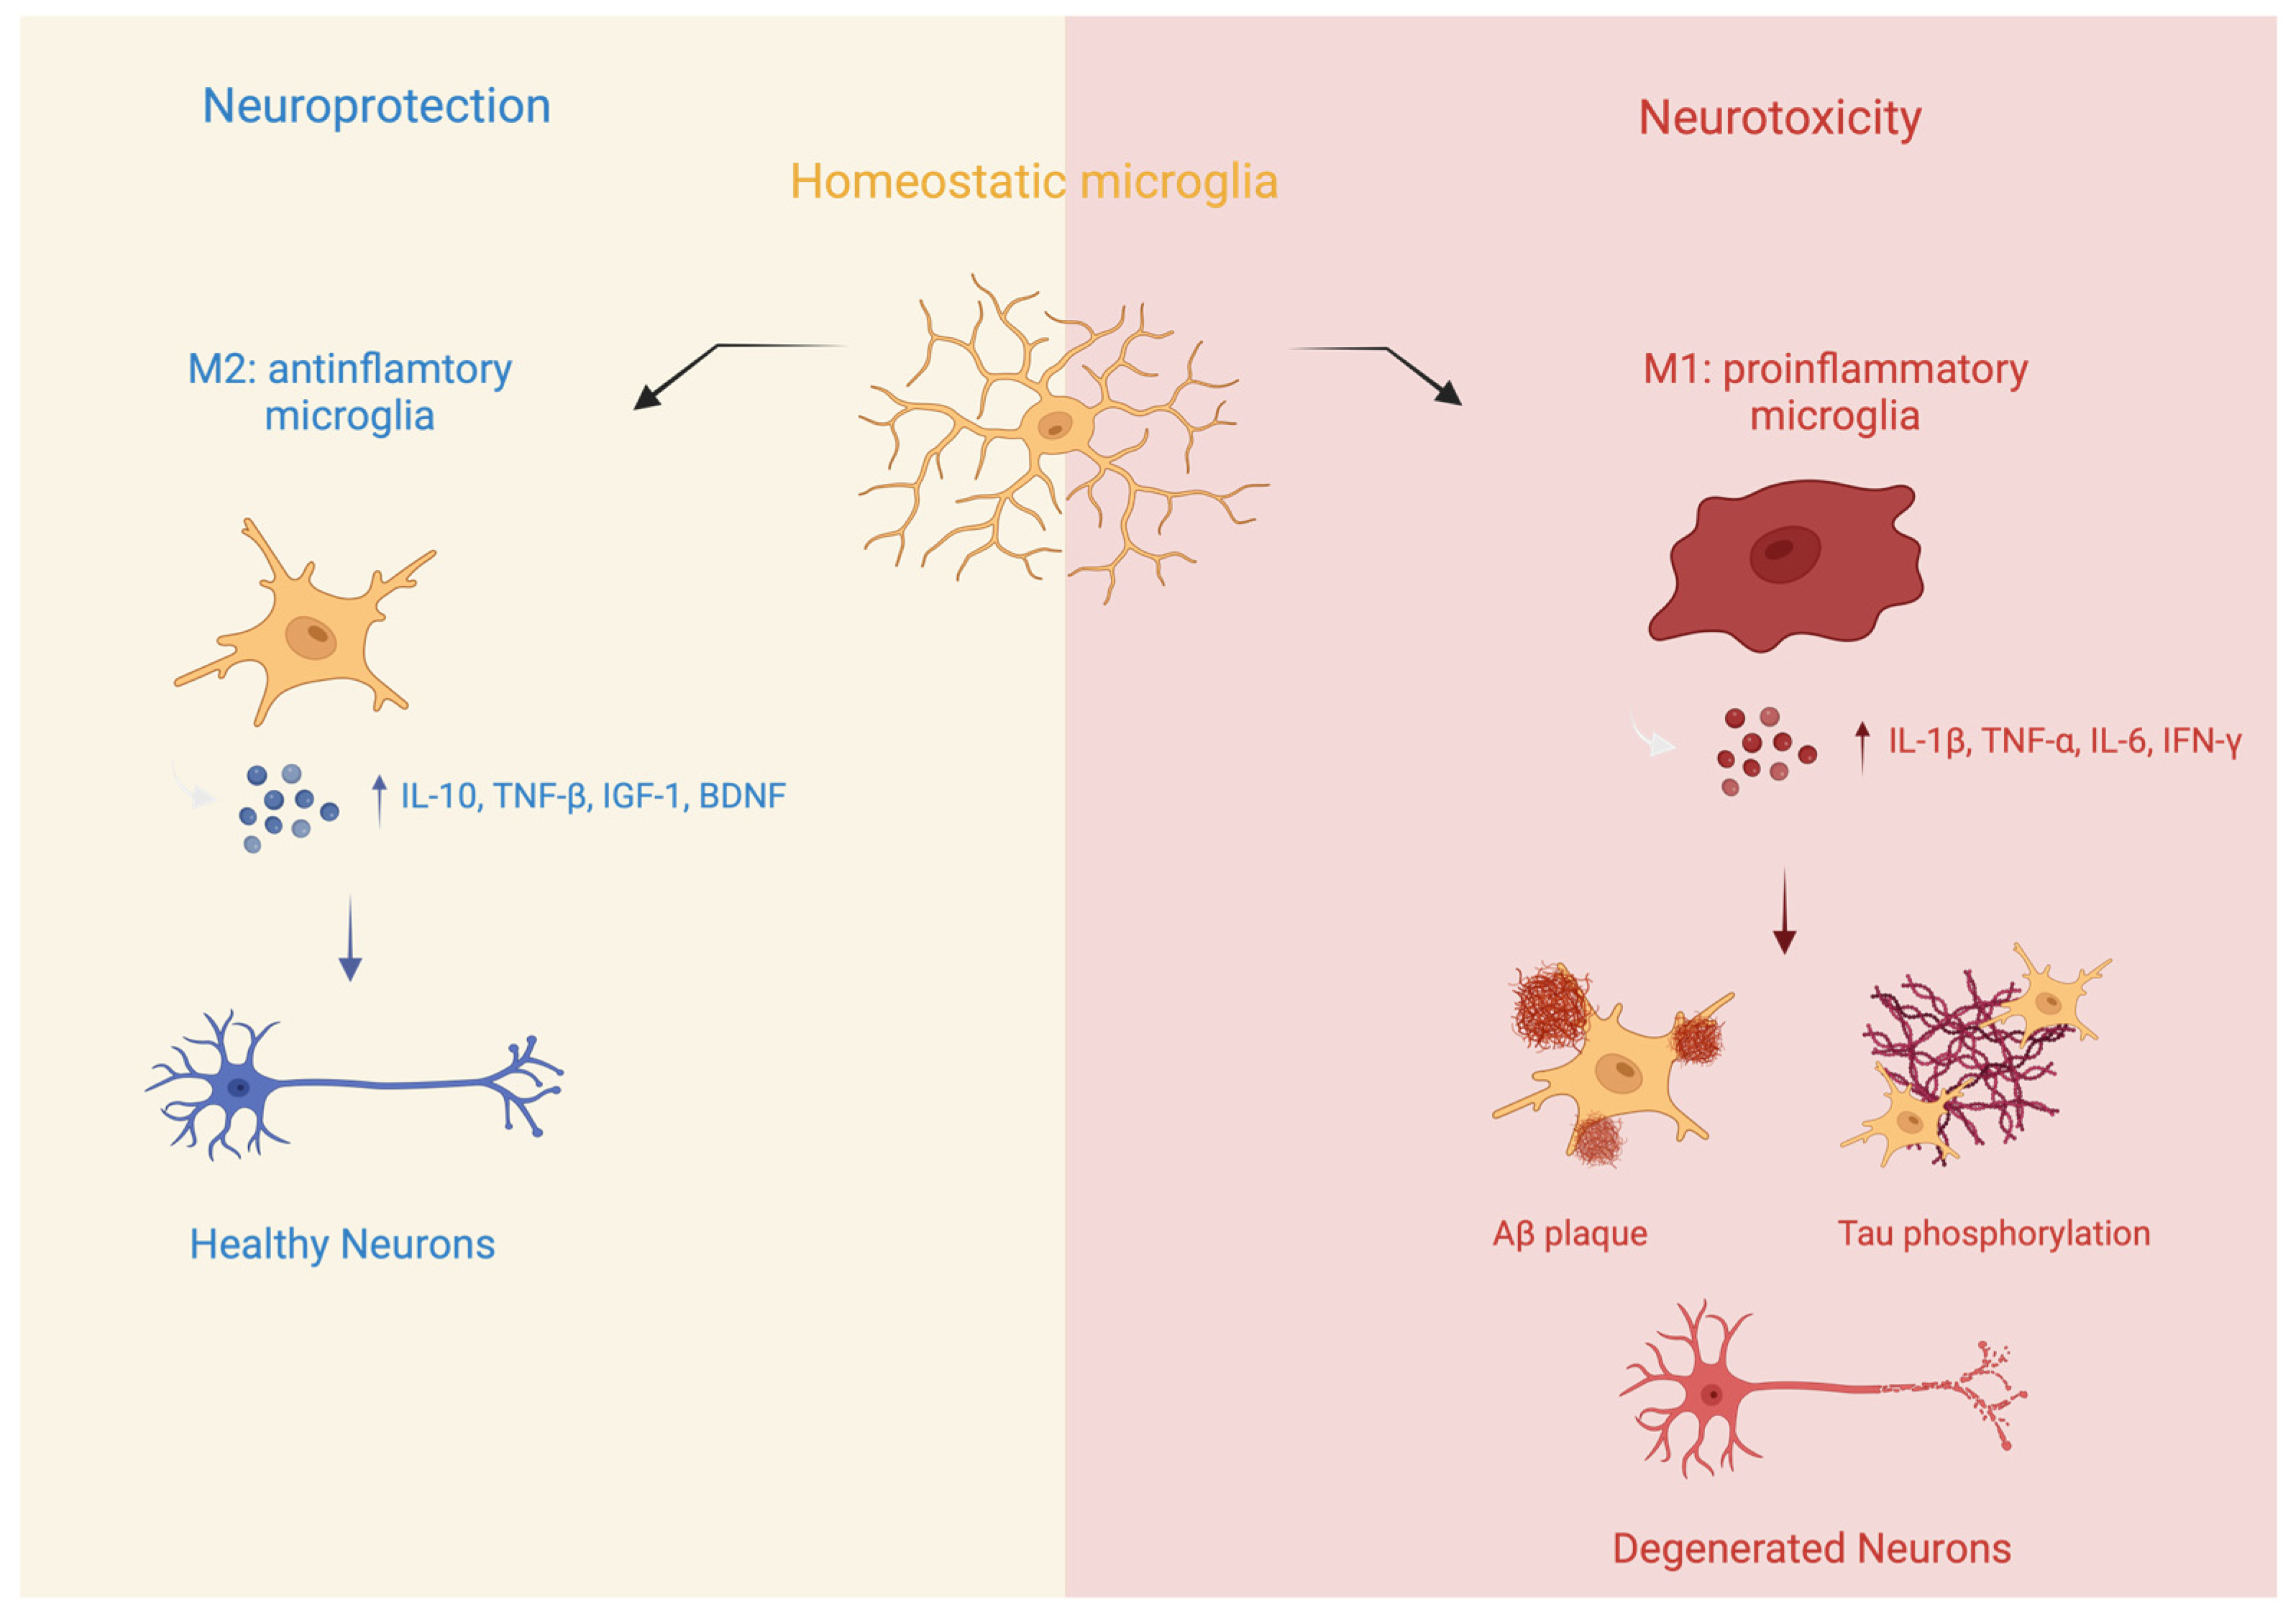 Neuroprotection
Neurotoxicity
Homeostatic microglia
M2: antinflamtory
microglia
M1: proinflammatory
microglia
IL-10, TNF-β, IGF-1, BDNF
IL-1β, TNF-α, IL-6, IFN-γ
Healthy Neurons
Aβ plaque
Tau phosphorylation
Degenerated Neurons